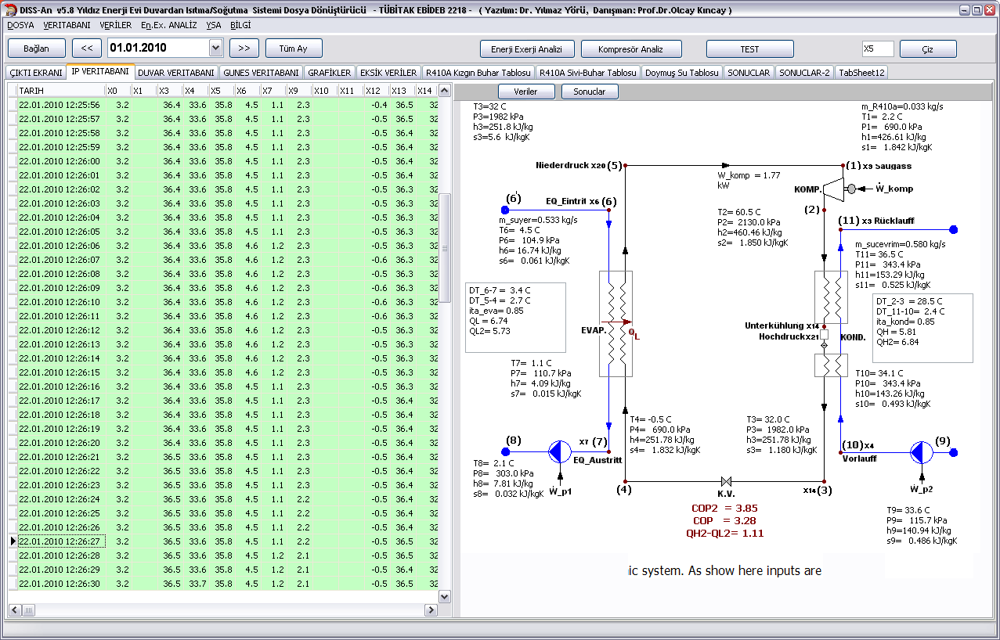 DISS-An v5.8 Yıldız Enerji Evi Duvardan Isıtma/Soğutma Sistemi Dosya Dönüştürücü - TÜBİTAK EBİDEB 2218 - ( Yazılım: Dr. Yılmaz Yörü, Danışman: Prof.Dr.Olcay Kıncay )
DOSYA VERITABANI VERİLER En.Ex. ANALİZ YSA BİLGİ
Bağlan << 01.01.2010 >> Tüm Ay Enerji Exerji Analizi Kompresör Analiz TEST X5 Çiz
ÇIKTI EKRANI IP VERITABANI DUVAR VERITABANI GUNES VERITABANI GRAFİKLER EKSİK VERİLER R410A Kızgın Buhar Tablosu R410A Sivi-Buhar Tablosu Doymuş Su Tablosu SONUCLAR SONUCLAR-2 TabSheet12
TARIH X0 X1 X3 X4 X5 X6 X7 X9 X10 X11 X12 X13 X14
22.01.2010 12:25:56 3.2 36.4 33.6 35.8 4.5 1.1 2.3 -0.4 36.5 32
22.01.2010 12:25:57 3.2 36.4 33.6 35.8 4.5 1.1 2.3 -0.5 36.5 32
22.01.2010 12:25:58 3.2 36.4 33.6 35.8 4.5 1.1 2.3 -0.5 36.4 32
22.01.2010 12:25:59 3.2 36.4 33.6 35.8 4.5 1.1 2.3 -0.5 36.4 32
22.01.2010 12:26:00 3.2 36.4 33.6 35.8 4.5 1.1 2.3 -0.5 36.4 32
22.01.2010 12:26:01 3.2 36.4 33.6 35.8 4.5 1.1 2.3 -0.5 36.4 32
22.01.2010 12:26:02 3.2 36.4 33.6 35.8 4.5 1.1 2.3 -0.5 36.3 32
22.01.2010 12:26:03 3.2 36.4 33.6 35.8 4.5 1.1 2.3 -0.6 36.3 32
22.01.2010 12:26:04 3.2 36.4 33.6 35.8 4.5 1.1 2.3 -0.5 36.3 32
22.01.2010 12:26:05 3.2 36.4 33.6 35.8 4.5 1.1 2.3 -0.5 36.3 32
22.01.2010 12:26:06 3.2 36.4 33.6 35.8 4.5 1.2 2.3 -0.5 36.3 32
22.01.2010 12:26:07 3.2 36.4 33.6 35.8 4.6 1.2 2.3 -0.6 36.3 32
22.01.2010 12:26:08 3.2 36.4 33.6 35.8 4.6 1.2 2.3 -0.5 36.3 32
22.01.2010 12:26:09 3.2 36.4 33.6 35.8 4.6 1.2 2.3 -0.6 36.3 32
22.01.2010 12:26:10 3.2 36.4 33.6 35.8 4.6 1.2 2.3 -0.6 36.3 32
22.01.2010 12:26:11 3.2 36.4 33.6 35.8 4.6 1.2 2.3 -0.6 36.3 32
22.01.2010 12:26:12 3.2 36.4 33.6 35.8 4.6 1.2 2.3 -0.5 36.3 32
22.01.2010 12:26:13 3.2 36.4 33.6 35.8 4.6 1.2 2.3 -0.5 36.4 32
22.01.2010 12:26:14 3.2 36.4 33.6 35.8 4.6 1.2 2.3 -0.5 36.3 32
22.01.2010 12:26:15 3.2 36.4 33.6 35.8 4.6 1.2 2.3 -0.5 36.4 32
22.01.2010 12:26:16 3.2 36.4 33.6 35.8 4.5 1.1 2.3 -0.5 36.4 32
22.01.2010 12:26:17 3.2 36.4 33.6 35.8 4.5 1.1 2.3 -0.5 36.4 32
22.01.2010 12:26:18 3.2 36.4 33.6 35.8 4.5 1.1 2.3 -0.5 36.4 32
22.01.2010 12:26:19 3.2 36.4 33.6 35.8 4.5 1.1 2.3 -0.5 36.4 32
22.01.2010 12:26:20 3.2 36.4 33.6 35.8 4.5 1.1 2.3 -0.5 36.4 32
22.01.2010 12:26:21 3.2 36.5 33.6 35.8 4.5 1.1 2.3 -0.5 36.4 32
22.01.2010 12:26:22 3.2 36.5 33.6 35.8 4.5 1.1 2.3 -0.5 36.4 32
22.01.2010 12:26:23 3.2 36.5 33.6 35.8 4.5 1.1 2.3 -0.5 36.4 32
22.01.2010 12:26:24 3.2 36.5 33.6 35.8 4.5 1.1 2.2 -0.5 36.4 32
22.01.2010 12:26:25 3.2 36.5 33.6 35.8 4.5 1.1 2.2 -0.5 36.4 32
22.01.2010 12:26:26 3.2 36.5 33.6 35.8 4.5 1.1 2.2 -0.5 36.4 32
22.01.2010 12:26:27 3.2 36.5 33.6 35.8 4.5 1.1 2.2 -0.5 36.5 32
22.01.2010 12:26:28 3.2 36.5 33.6 35.8 4.5 1.2 2.1 -0.5 36.4 32
22.01.2010 12:26:29 3.2 36.5 33.6 35.8 4.5 1.2 2.1 -0.5 36.4 32
22.01.2010 12:26:30 3.2 36.5 33.7 35.8 4.5 1.2 2.1 -0.5 36.5 32
Veriler Sonuclar
T3=32 C
P3=1982 kPa
h3=251.8 kJ/kg
s3=5.6 kJ/kgK
m_R410a=0.033 kg/s
T1= 2.2 C
P1= 690.0 kPa
h1=426.61 kJ/kg
s1= 1.842 kJ/kgK
Niederdruck x20 (5)
W_komp = 1.77
kW
(1) x9 Saugass
KOMP.
Ẇ_komp
(2)
(6)
EQ_Eintrit x6 (6)
m_suyer=0.533 kg/s
T6= 4.5 C
P6= 104.9 kPa
h6= 16.74 kJ/kg
s6= 0.061 kJ/kgK
T2= 60.5 C
P2= 2130.0 kPa
h2=460.46 kJ/kg
s2= 1.850 kJ/kgK
(11) x3 Rücklauff
m_sucevrim=0.580 kg/s
T11= 36.5 C
P11= 343.4 kPa
h11=153.29 kJ/kg
s11= 0.525 kJ/kgK
DT_6-7 = 3.4 C
DT_5-4 = 2.7 C
ita_eva= 0.85
QL = 6.74
QL2= 5.73
EVAP.
QL
DT_2-3 = 28.5 C
DT_11-10= 2.4 C
ita_kond= 0.85
QH = 5.81
QH2= 6.84
Unterkühlung x14
Hochdruck x21
KOND.
T7= 1.1 C
P7= 110.7 kPa
h7= 4.09 kJ/kg
s7= 0.015 kJ/kgK
T10= 34.1 C
P10= 343.4 kPa
h10=143.26 kJ/kg
s10= 0.493 kJ/kgK
T4= -0.5 C
P4= 690.0 kPa
h4=251.78 kJ/kg
s4= 1.832 kJ/kgK
T3= 32.0 C
P3= 1982.0 kPa
h3=251.78 kJ/kg
s3= 1.180 kJ/kgK
(8)
x7 (7)
EQ_Austritt
(10) x4
Vorlauff
(9)
T8= 2.1 C
P8= 303.0 kPa
h8= 7.81 kJ/kg
s8= 0.032 kJ/kgK
Ẇ_p1
(4)
K.V.
x14 (3)
Ẇ_p2
COP2 = 3.85
COP = 3.28
QH2-QL2= 1.11
T9= 33.6 C
P9= 115.7 kPa
h9=140.94 kJ/kg
s9= 0.486 kJ/kgK
ic system. As show here inputs are